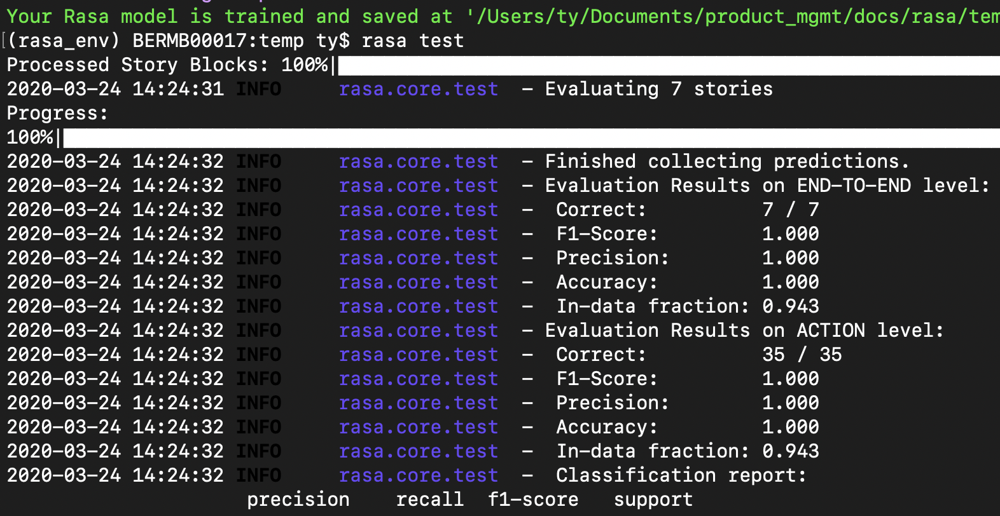 Your Rasa model is trained and saved at '/Users/ty/Documents/product_mgmt/docs/rasa/tem
[(rasa_env) BERMB00017:temp ty$ rasa test
Processed Story Blocks: 100%|
2020-03-24 14:24:31 INFO     rasa.core.test  - Evaluating 7 stories
Progress:
100%|
2020-03-24 14:24:32 INFO     rasa.core.test  - Finished collecting predictions.
2020-03-24 14:24:32 INFO     rasa.core.test  - Evaluation Results on END-TO-END level:
2020-03-24 14:24:32 INFO     rasa.core.test  -  Correct:          7 / 7
2020-03-24 14:24:32 INFO     rasa.core.test  -  F1-Score:         1.000
2020-03-24 14:24:32 INFO     rasa.core.test  -  Precision:        1.000
2020-03-24 14:24:32 INFO     rasa.core.test  -  Accuracy:         1.000
2020-03-24 14:24:32 INFO     rasa.core.test  -  In-data fraction: 0.943
2020-03-24 14:24:32 INFO     rasa.core.test  - Evaluation Results on ACTION level:
2020-03-24 14:24:32 INFO     rasa.core.test  -  Correct:          35 / 35
2020-03-24 14:24:32 INFO     rasa.core.test  -  F1-Score:         1.000
2020-03-24 14:24:32 INFO     rasa.core.test  -  Precision:        1.000
2020-03-24 14:24:32 INFO     rasa.core.test  -  Accuracy:         1.000
2020-03-24 14:24:32 INFO     rasa.core.test  -  In-data fraction: 0.943
2020-03-24 14:24:32 INFO     rasa.core.test  -  Classification report:
                     precision    recall  f1-score   support